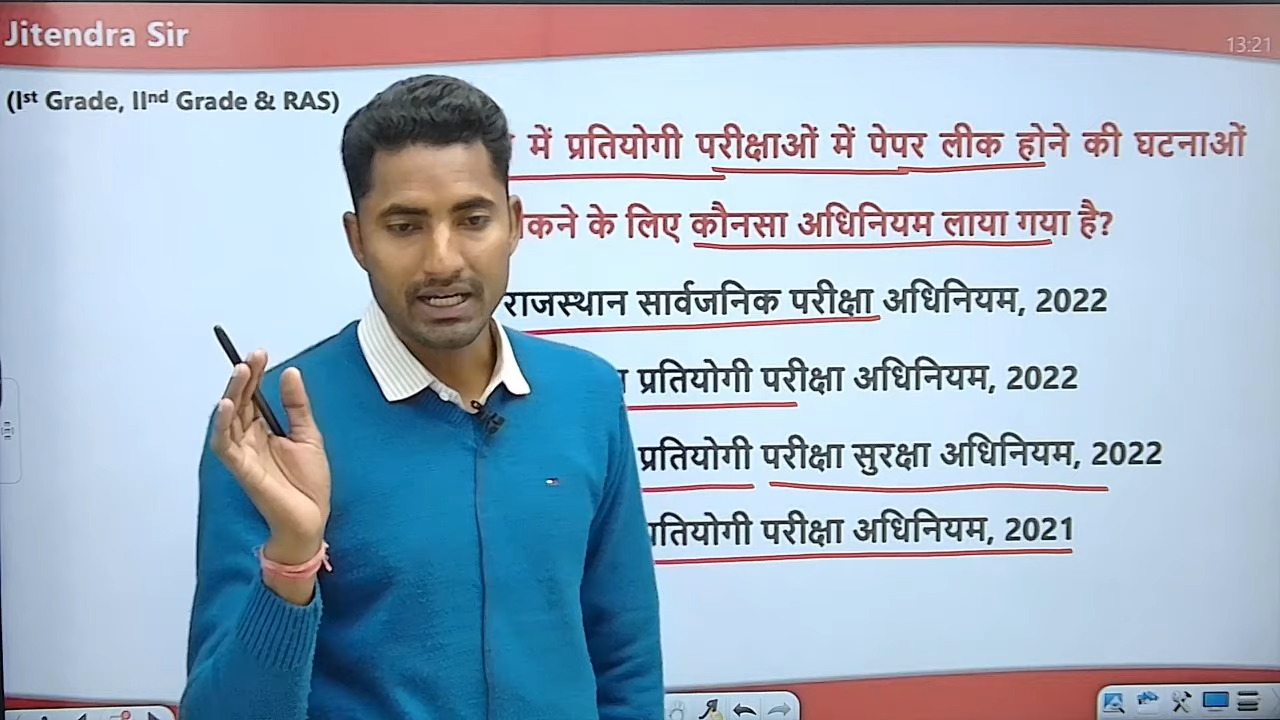 Jitendra Sir
13:21
(Iˢᵗ Grade, IIⁿᵈ Grade & RAS)
में प्रतियोगी परीक्षाओं में पेपर लीक होने की घटनाओं
के लिए कौनसा अधिनियम लाया गया है?
राजस्थान सार्वजनिक परीक्षा अधिनियम, 2022
प्रतियोगी परीक्षा अधिनियम, 2022
प्रतियोगी परीक्षा सुरक्षा अधिनियम, 2022
परीक्षा अधिनियम, 2021